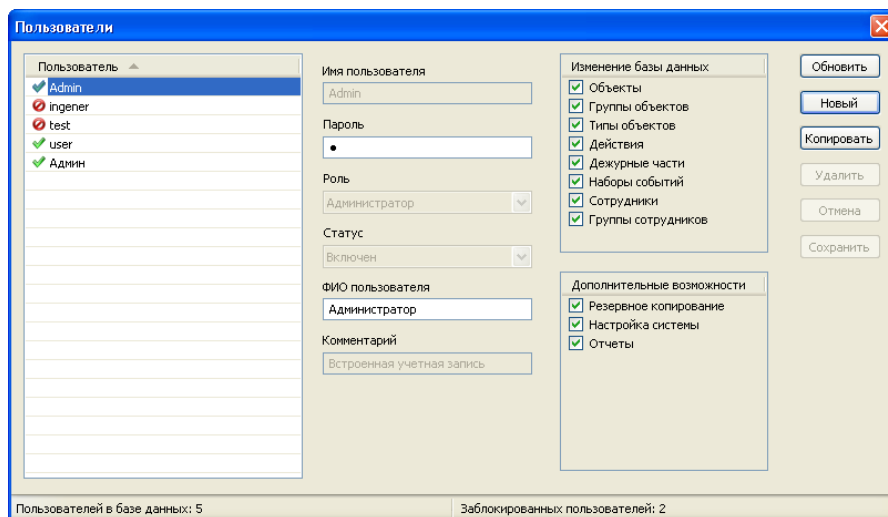 Пользователи
Пользователь
Admin
ingener
test
user
Админ
Имя пользователя
Admin
Пароль
Роль
Администратор
Статус
Включен
ФИО пользователя
Администратор
Комментарий
Встроенная учетная запись
Изменение базы данных
Объекты
Группы объектов
Типы объектов
Действия
Дежурные части
Наборы событий
Сотрудники
Группы сотрудников
Дополнительные возможности
Резервное копирование
Настройка системы
Отчеты
Обновить
Новый
Копировать
Удалить
Отмена
Сохранить
Пользователей в базе данных: 5
Заблокированных пользователей: 2